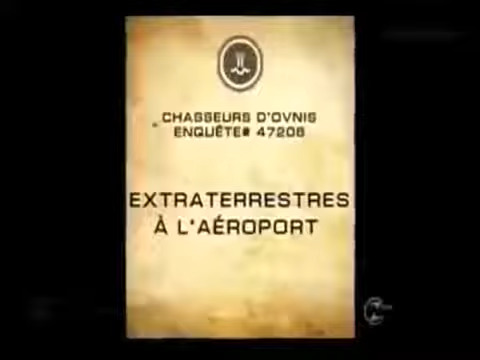 CHASSEURS D'OVNIS
ENQUÊTE# 47206
EXTRATERRESTRES
À L'AÉROPORT